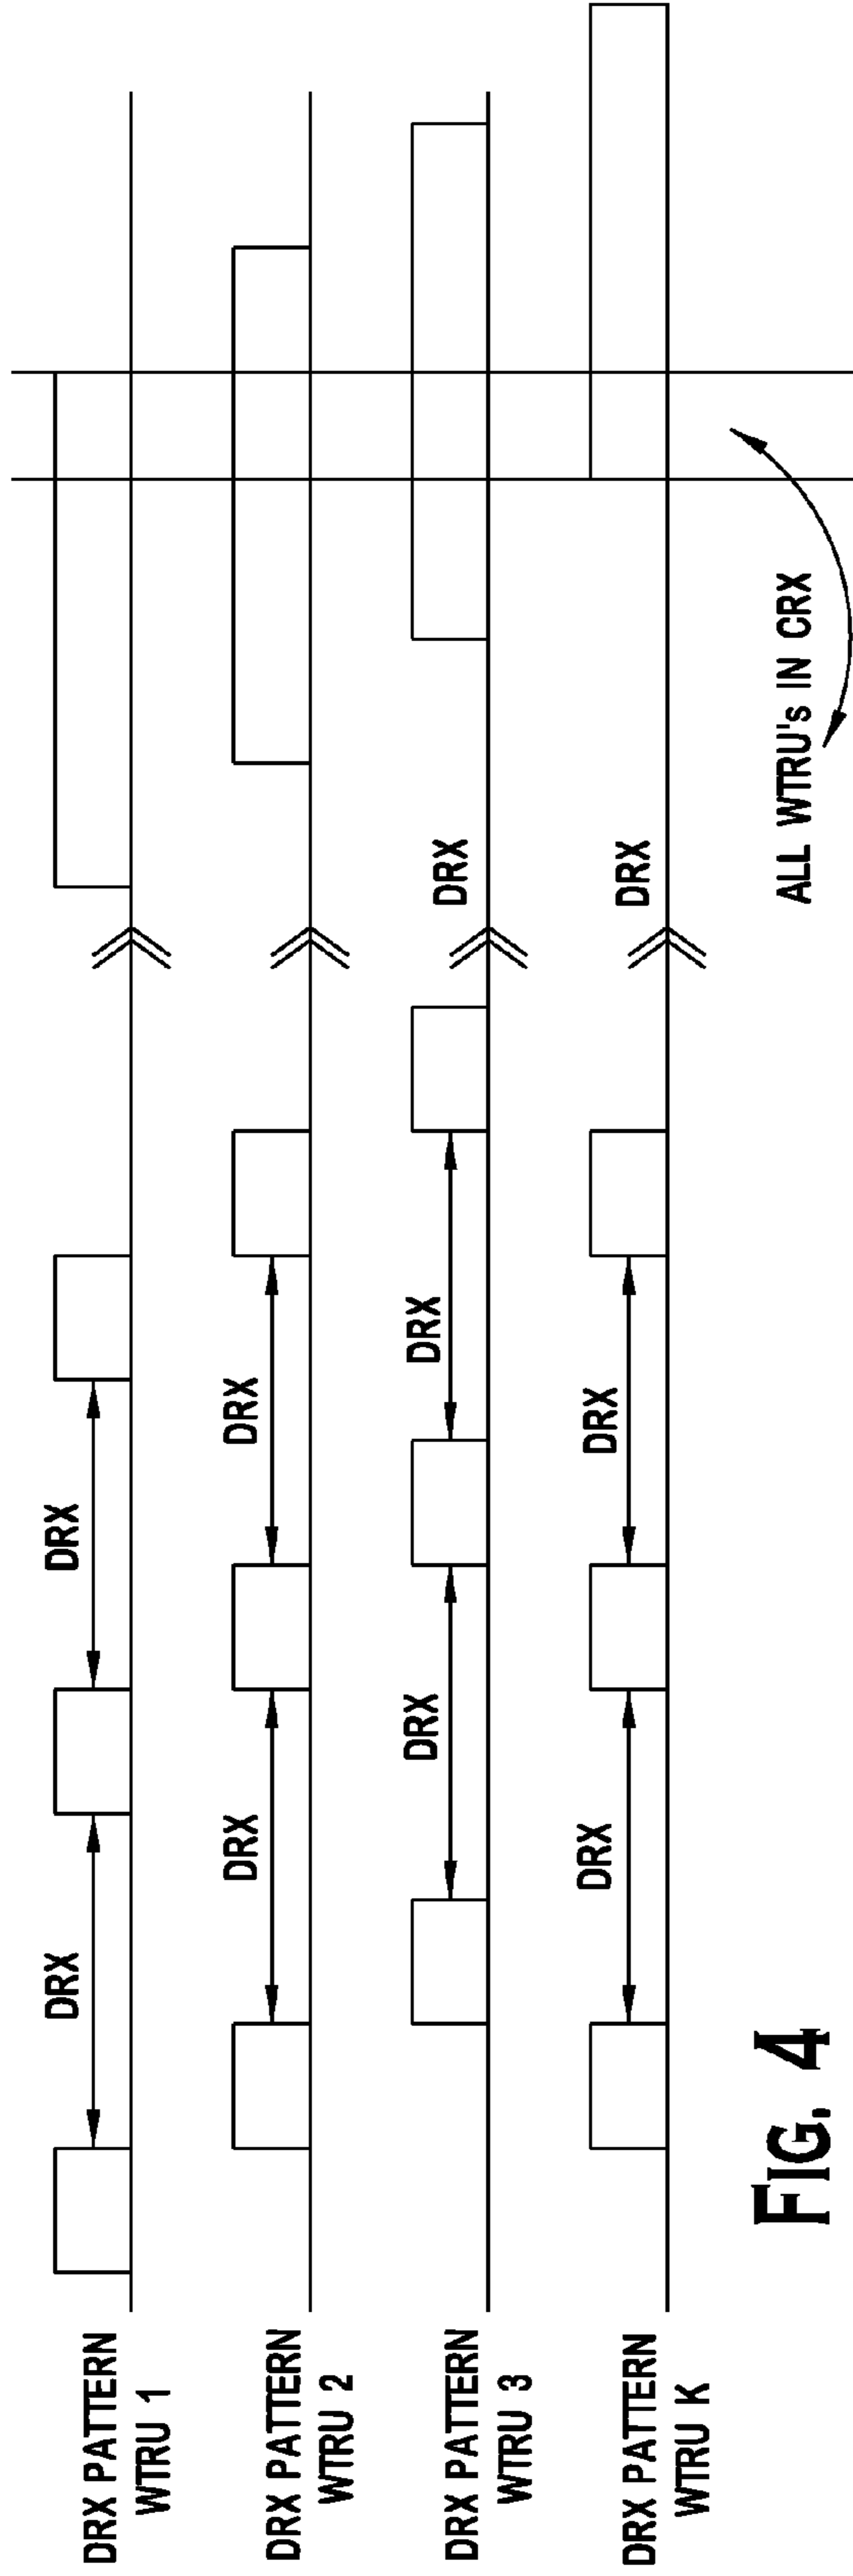 DRX PATTERN
WTRU 1
DRX
DRX
DRX PATTERN
WTRU 2
DRX
DRX
DRX PATTERN
WTRU 3
DRX
DRX
DRX
DRX PATTERN
WTRU K
DRX
DRX
DRX
ALL WTRU's IN CRX
FIG. 4